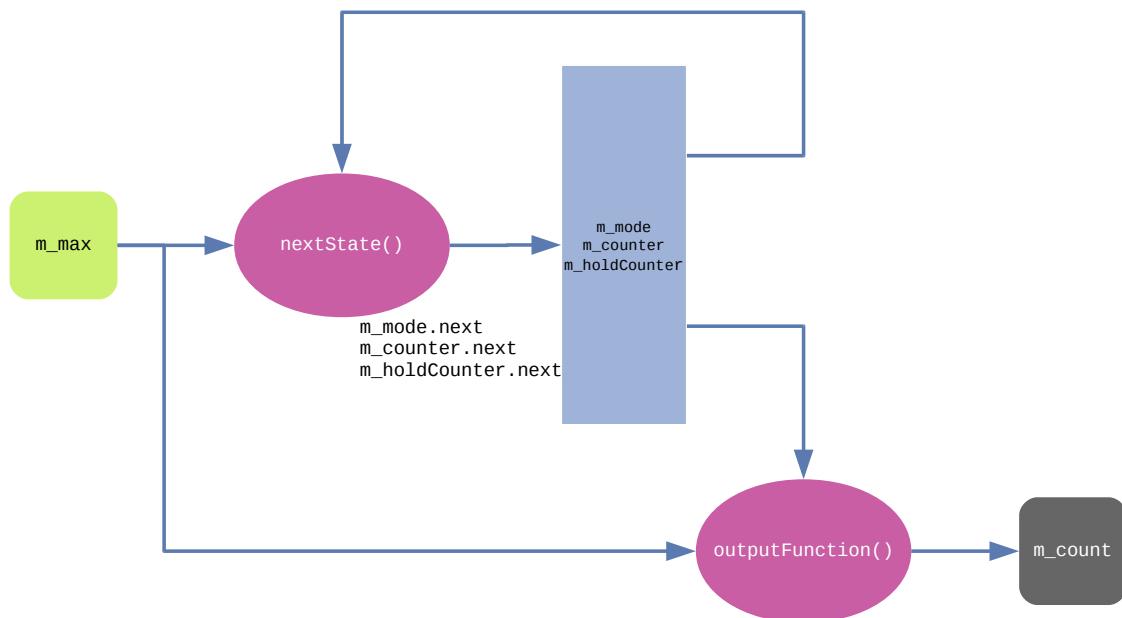 m_max
nextState()
m_mode
m_counter
m_holdCounter
m_mode.next
m_counter.next
m_holdCounter.next
outputFunction()
m_count